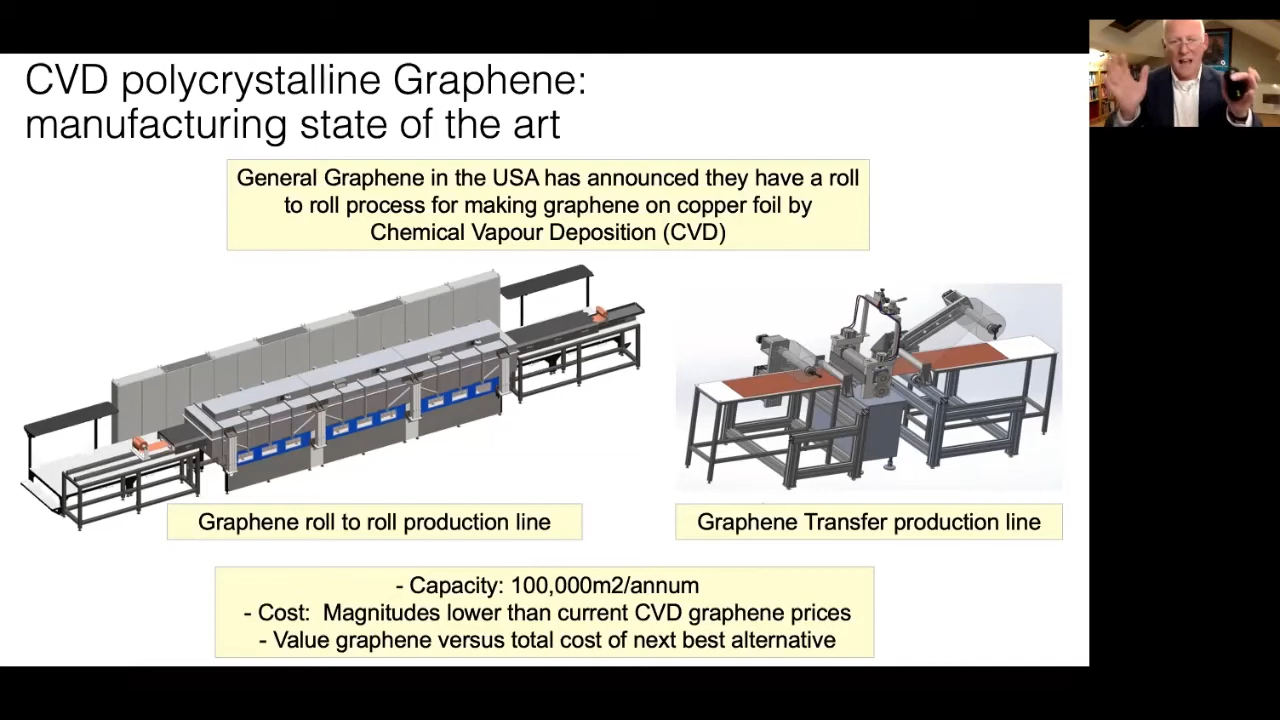 CVD polycrystalline Graphene:
manufacturing state of the art
General Graphene in the USA has announced they have a roll
to roll process for making graphene on copper foil by
Chemical Vapour Deposition (CVD)
Graphene roll to roll production line
Graphene Transfer production line
- Capacity: 100,000m2/annum
- Cost:  Magnitudes lower than current CVD graphene prices
- Value graphene versus total cost of next best alternative